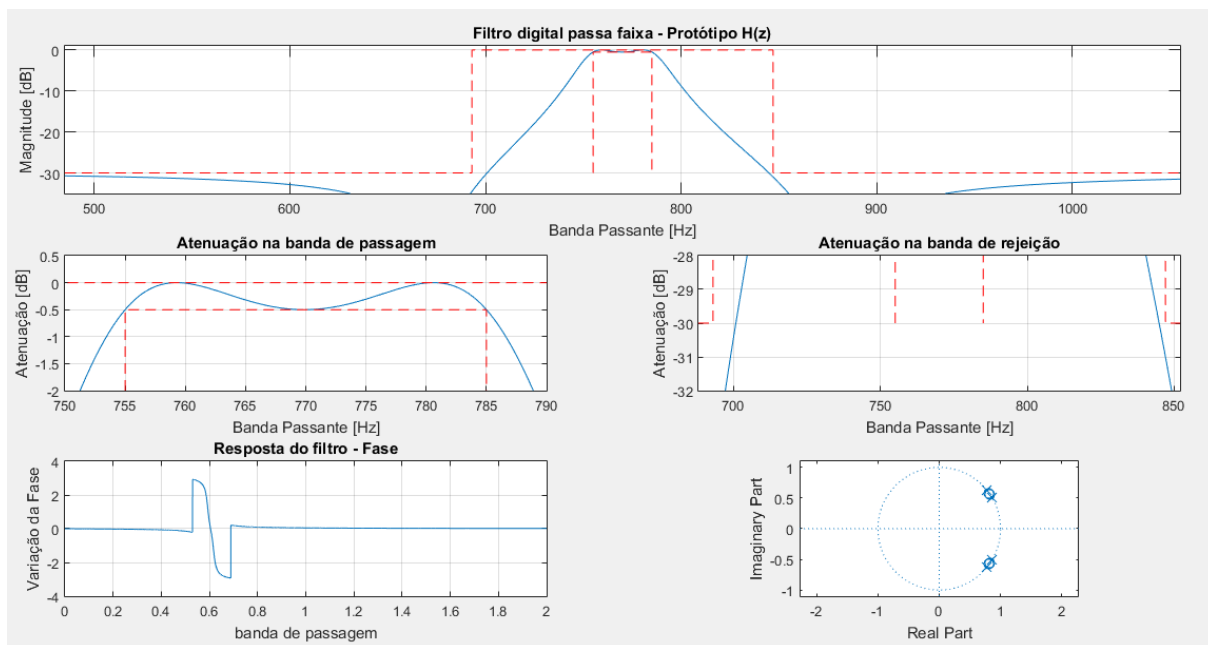 Filtro digital passa faixa - Protótipo H(z)
Magnitude [dB]
0
-10
-20
-30
500 600 700 800 900 1000
Banda Passante [Hz]
Atenuação na banda de passagem
Atenuação [dB]
0.5
0
-0.5
-1
-1.5
-2
750 755 760 765 770 775 780 785 790
Banda Passante [Hz]
Atenuação na banda de rejeição
Atenuação [dB]
-28
-29
-30
-31
-32
700 750 800 850
Banda Passante [Hz]
Resposta do filtro - Fase
Variação da Fase
4
2
0
-2
-4
0 0.2 0.4 0.6 0.8 1 1.2 1.4 1.6 1.8 2
banda de passagem
Imaginary Part
1
0.5
0
-0.5
-1
-2 -1 0 1 2
Real Part